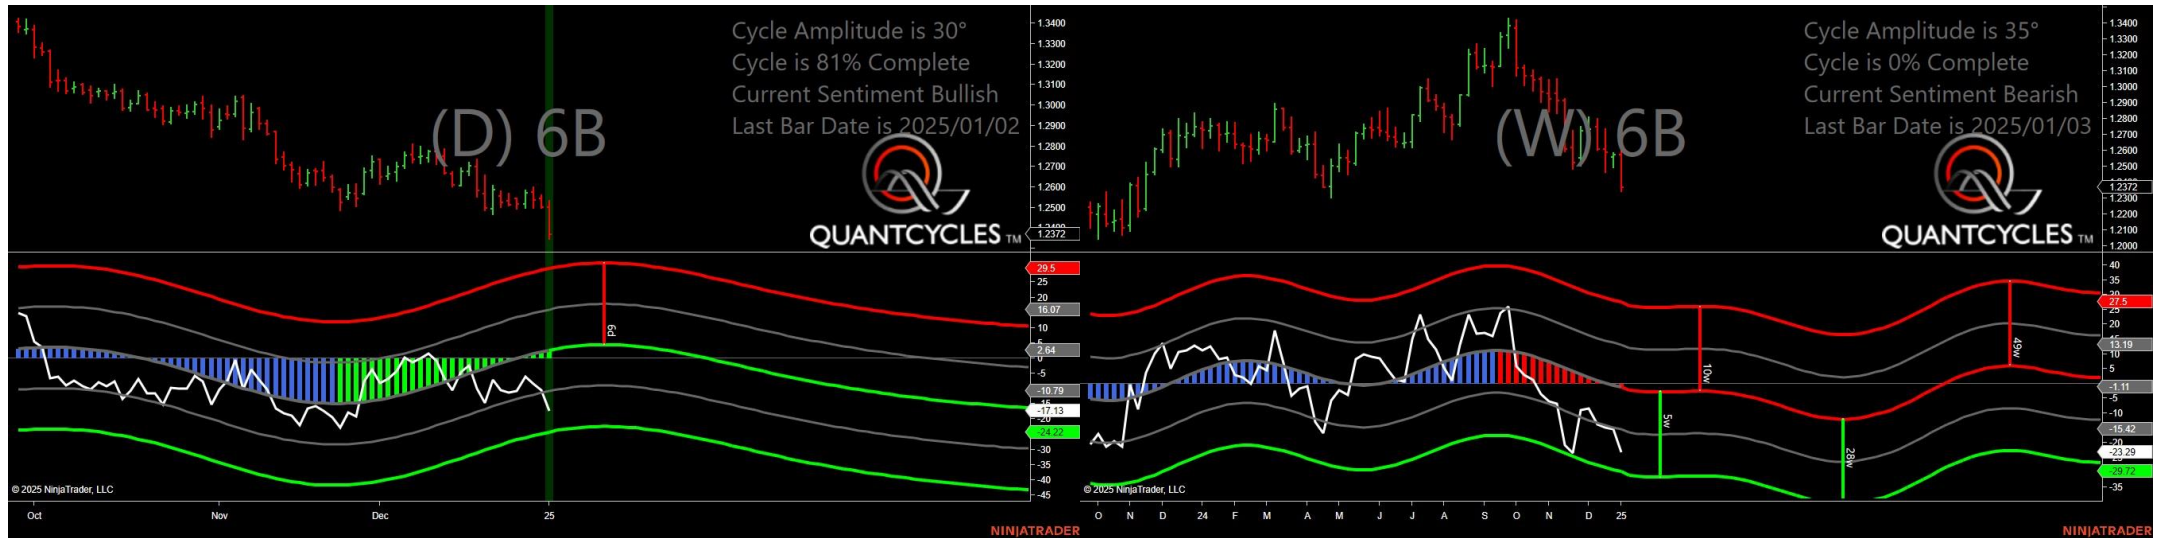 Cycle Amplitude is 30°
Cycle is 81% Complete
Current Sentiment Bullish
Last Bar Date is 2025/01/02
(D) 6B
QUANTCYCLES TM
1.3400
1.3300
1.3200
1.3100
1.3000
1.2900
1.2800
1.2700
1.2600
1.2500
1.2372
29.5
25
20
16.07
10
2.64
0
-5
-10.79
-17.13
-24.22
-30
-35
-40
-45
6d
© 2025 NinjaTrader, LLC
Oct Nov Dec 25
NINJATRADER
Cycle Amplitude is 35°
Cycle is 0% Complete
Current Sentiment Bearish
Last Bar Date is 2025/01/03
(W) 6B
QUANTCYCLES TM
1.3400
1.3300
1.3200
1.3100
1.3000
1.2900
1.2800
1.2700
1.2600
1.2500
1.2372
1.2200
1.2100
1.2000
40
35
27.5
25
20
13.19
10
5
-1.11
-5
-10
-15.42
-20
-23.29
-29.72
-35
10w
5w
28w
49w
© 2025 NinjaTrader, LLC
O N D 24 F M A M J J A S O N D 25
NINJATRADER